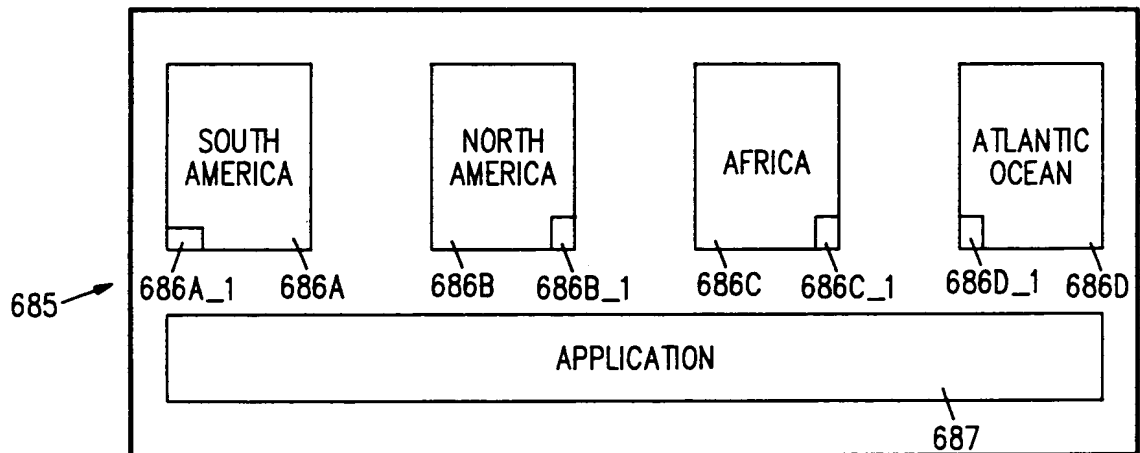 SOUTH
AMERICA
NORTH
AMERICA
AFRICA
ATLANTIC
OCEAN
686A_1
686A
686B
686B_1
686C
686C_1
686D_1
686D
685
APPLICATION
687